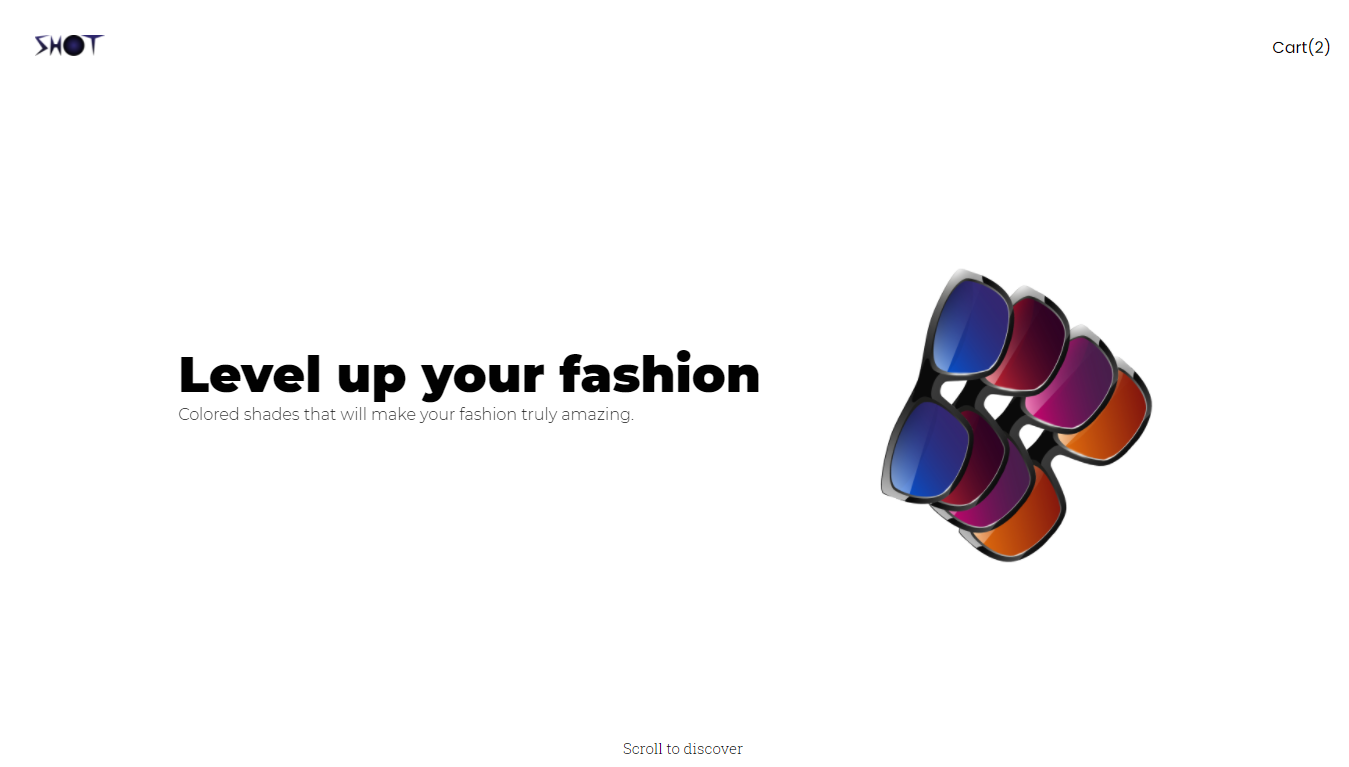 SHOT
Cart(2)
Level up your fashion
Colored shades that will make your fashion truly amazing.
Scroll to discover